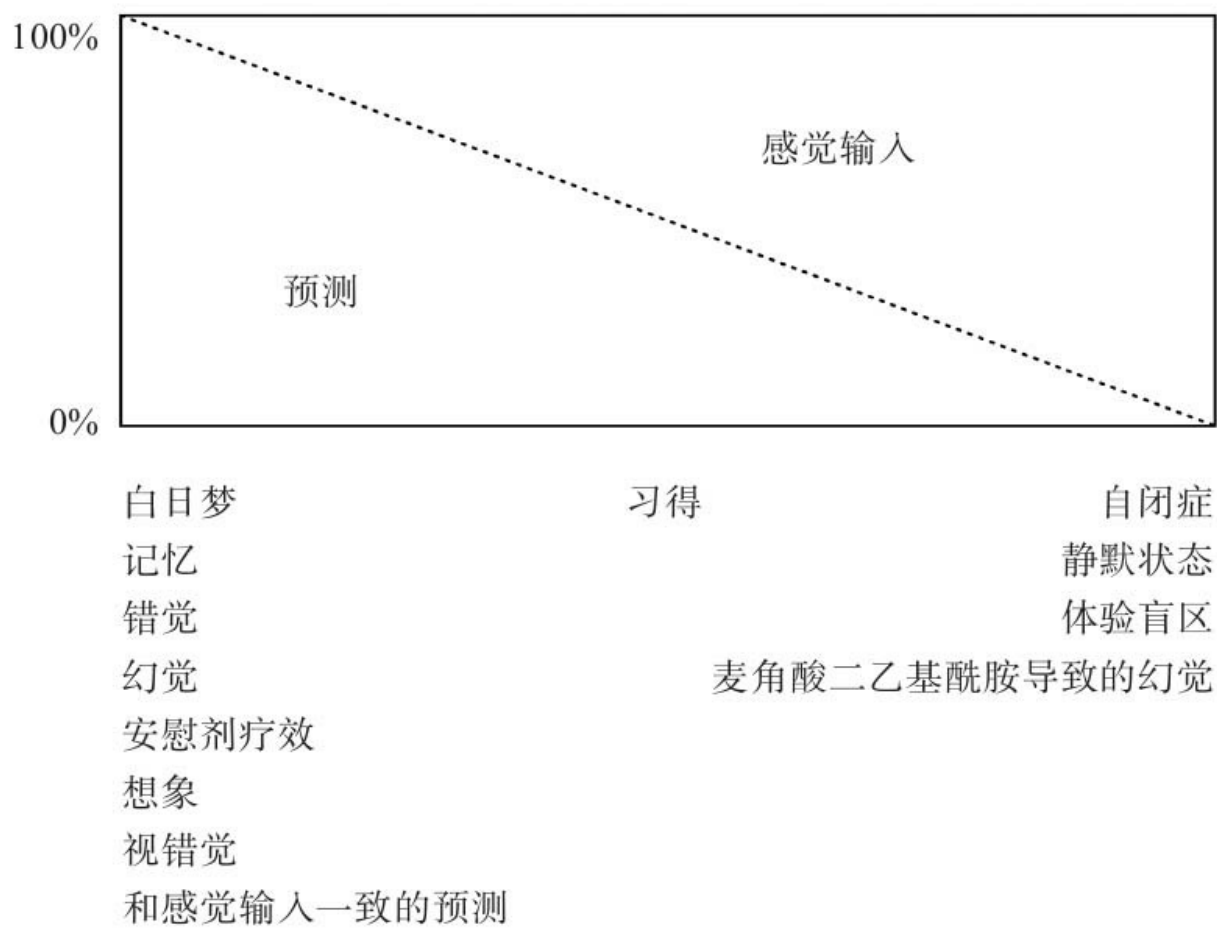 100%
感觉输入
预测
0%
白日梦 习得 自闭症
记忆 静默状态
错觉 体验盲区
幻觉 麦角酸二乙基酰胺导致的幻觉
安慰剂疗效
想象
视错觉
和感觉输入一致的预测